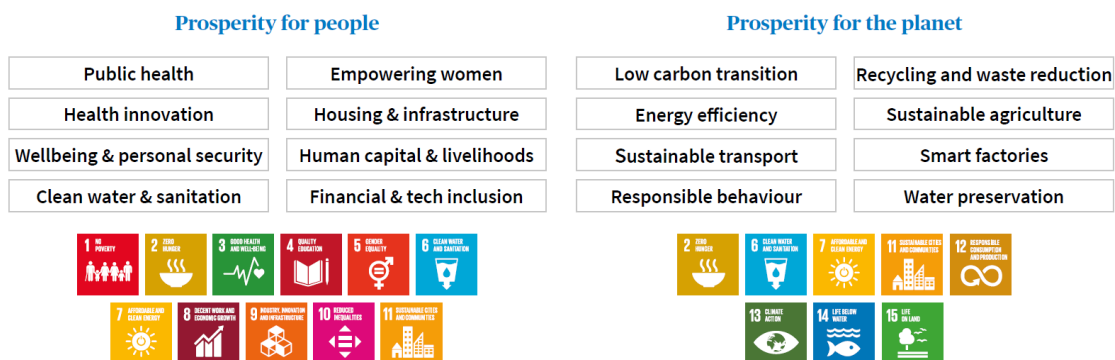 Prosperity for people
Public health
Empowering women
Health innovation
Housing & infrastructure
Wellbeing & personal security
Human capital & livelihoods
Clean water & sanitation
Financial & tech inclusion
1 NO
POVERTY
2 ZERO
HUNGER
3 GOOD HEALTH
AND WELL-BEING
4 QUALITY
EDUCATION
5 GENDER
EQUALITY
6 CLEAN WATER
AND SANITATION
7 AFFORDABLE AND
CLEAN ENERGY
8 DECENT WORK AND
ECONOMIC GROWTH
9 INDUSTRY, INNOVATION
AND INFRASTRUCTURE
10 REDUCED
INEQUALITIES
11 SUSTAINABLE CITIES
AND COMMUNITIES
Prosperity for the planet
Low carbon transition
Recycling and waste reduction
Energy efficiency
Sustainable agriculture
Sustainable transport
Smart factories
Responsible behaviour
Water preservation
2 ZERO
HUNGER
6 CLEAN WATER
AND SANITATION
7 AFFORDABLE AND
CLEAN ENERGY
11 SUSTAINABLE CITIES
AND COMMUNITIES
12 RESPONSIBLE
CONSUMPTION
AND PRODUCTION
13 CLIMATE
ACTION
14 LIFE BELOW
WATER
15 LIFE
ON LAND